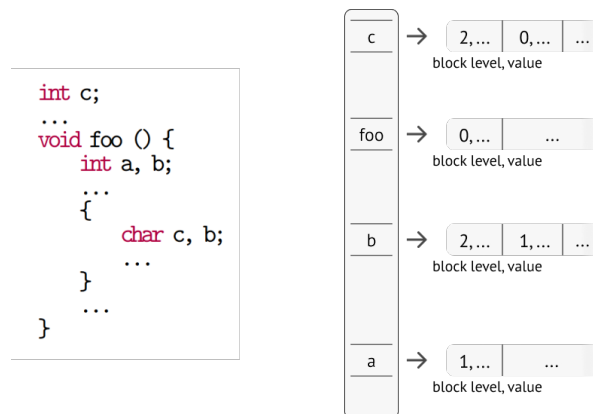 int c;
...
void foo () {
int a, b;
...
{
char c, b;
...
}
...
}
c → 2,... 0,... ...
block level, value
foo → 0,... ...
block level, value
b → 2,... 1,... ...
block level, value
a → 1,... ...
block level, value